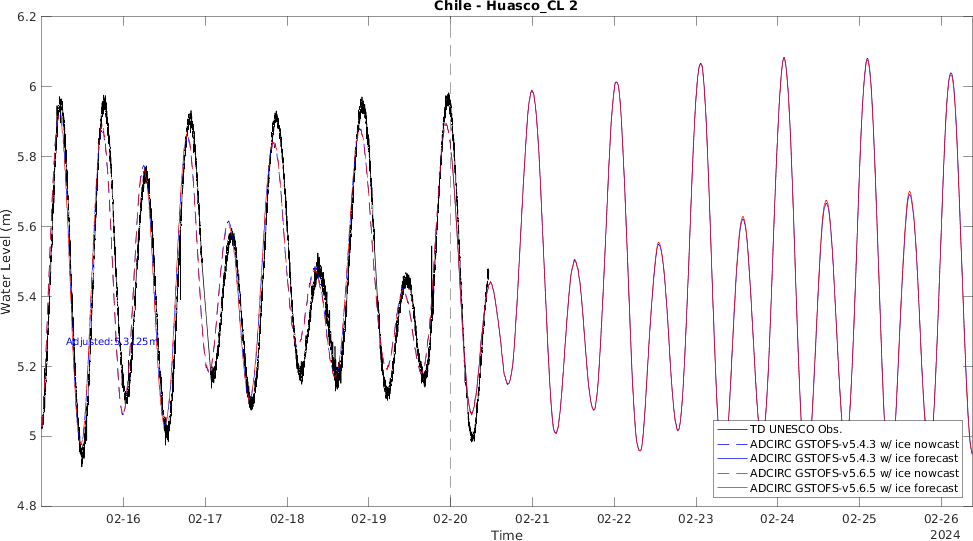 Chile - Huasco_CL 2
6.2
6
5.8
5.6
5.4
5.2
5
4.8
Water Level (m)
Adjusted:5.3125m
TD UNESCO Obs.
ADCIRC GSTOFS-v5.4.3 w/ ice nowcast
ADCIRC GSTOFS-v5.4.3 w/ ice forecast
ADCIRC GSTOFS-v5.6.5 w/ ice nowcast
ADCIRC GSTOFS-v5.6.5 w/ ice forecast
02-16 02-17 02-18 02-19 02-20 02-21 02-22 02-23 02-24 02-25 02-26
Time
2024